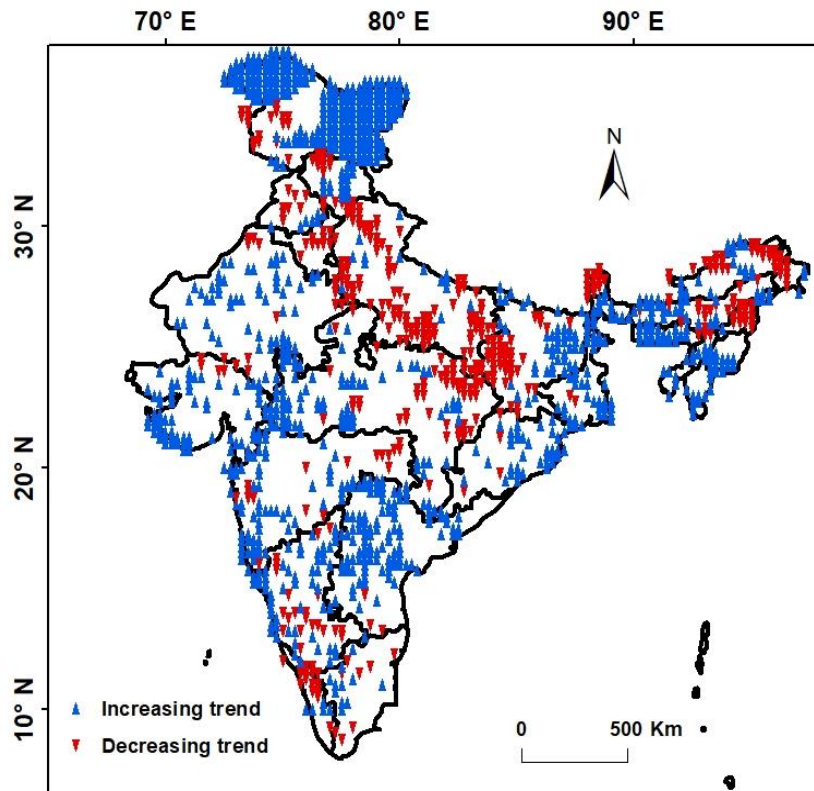 70° E 80° E 90° E
N
30° N
20° N
10° N
Increasing trend
Decreasing trend
0 500 Km